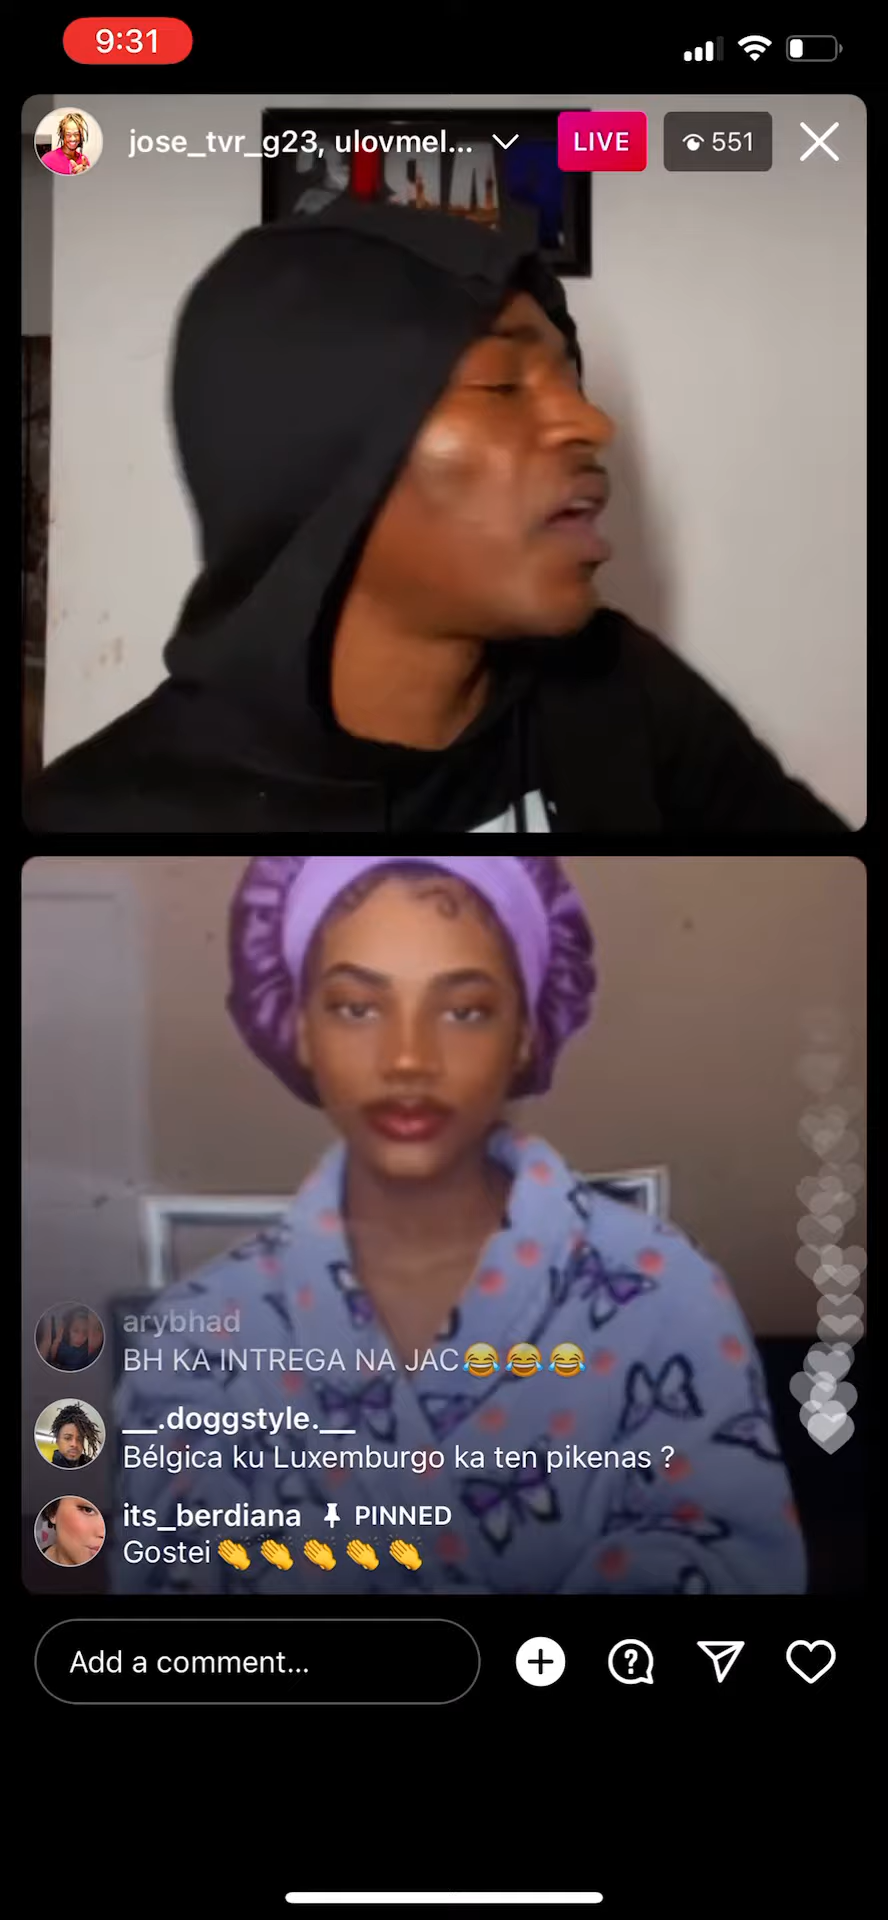 9:31
jose_tvr_g23, ulovmel...
LIVE
551
arybhad
BH KA INTREGA NA JAC😂😂😂
__.doggstyle.__
Bélgica ku Luxemburgo ka ten pikenas ?
its_berdiana PINNED
Gostei👏👏👏👏👏
Add a comment...